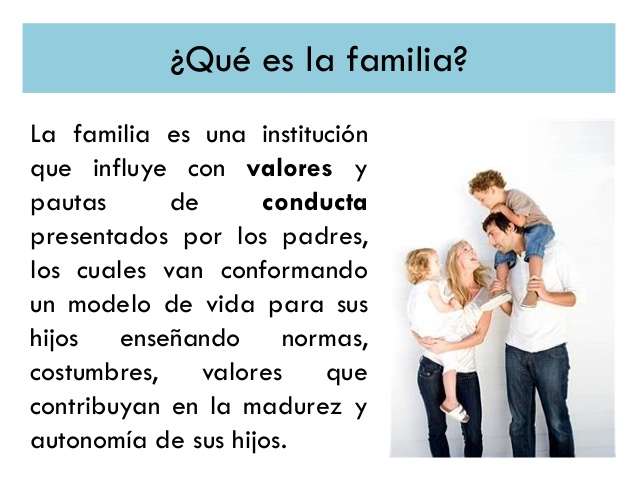 ¿Qué es la familia?
La familia es una institución
que influye con valores y
pautas de conducta
presentados por los padres,
los cuales van conformando
un modelo de vida para sus
hijos enseñando normas,
costumbres, valores que
contribuyan en la madurez y
autonomía de sus hijos.